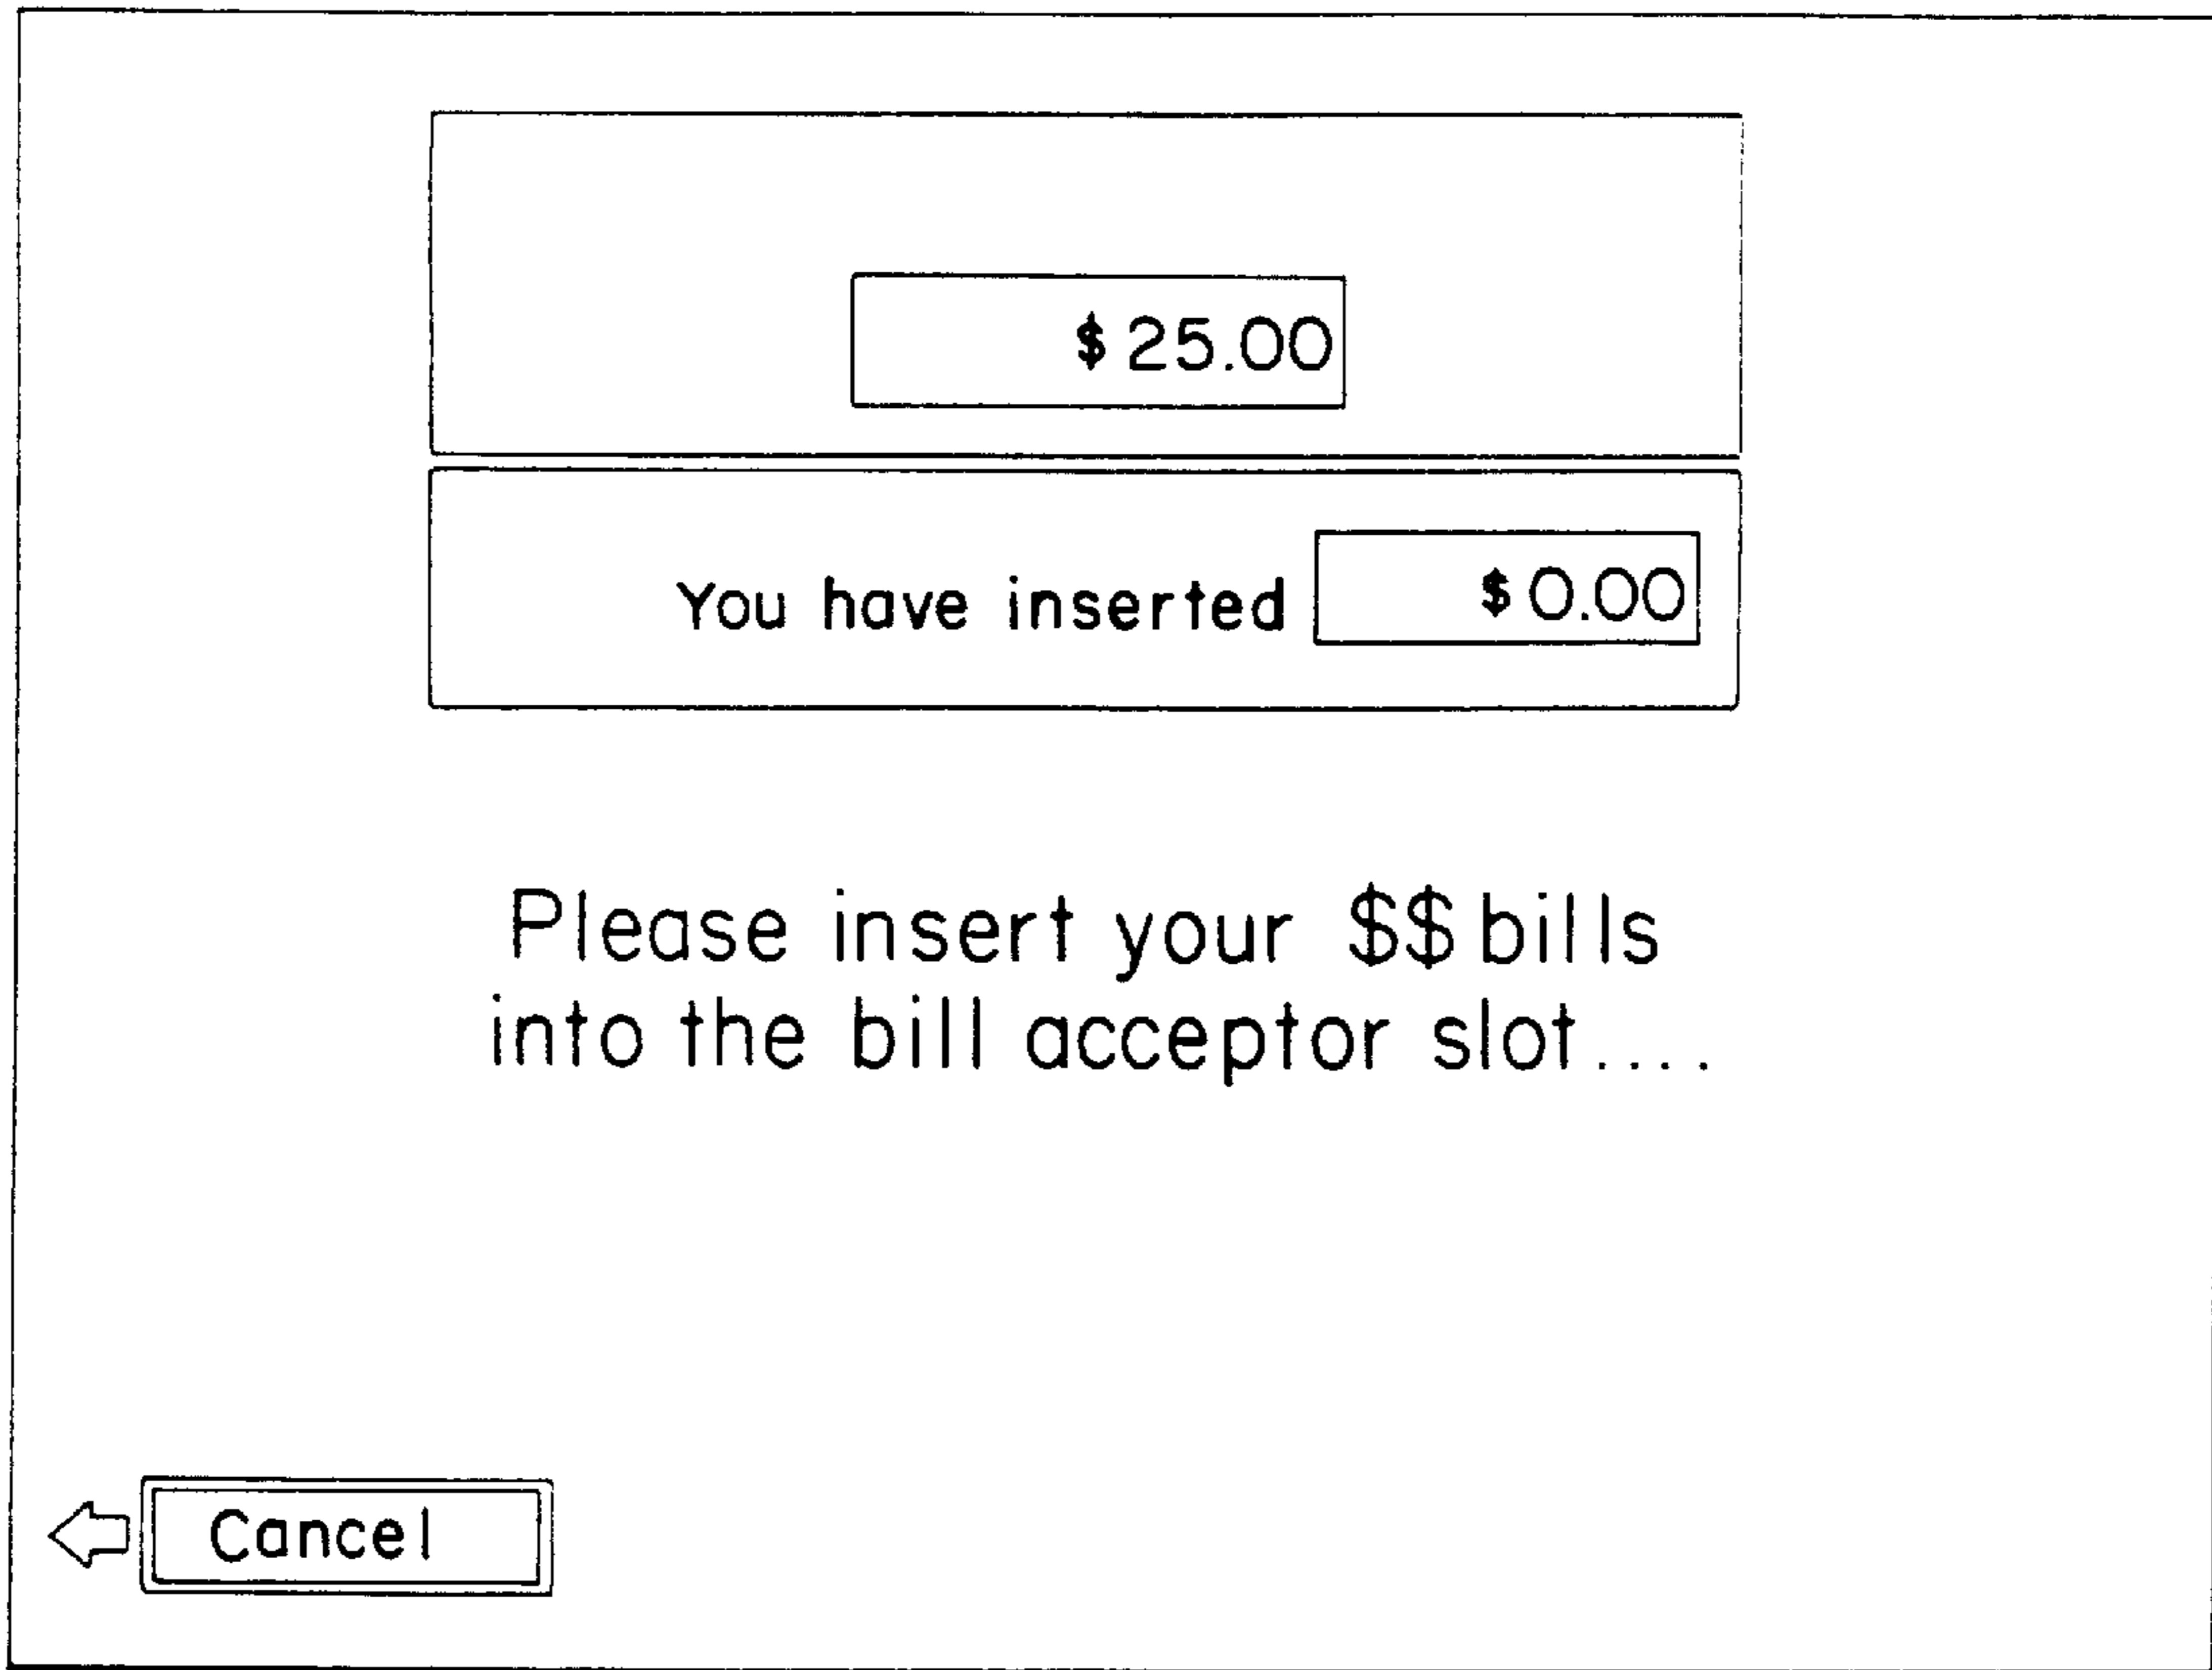 $25.00
You have inserted $0.00
Please insert your $$ bills
into the bill acceptor slot....
Cancel